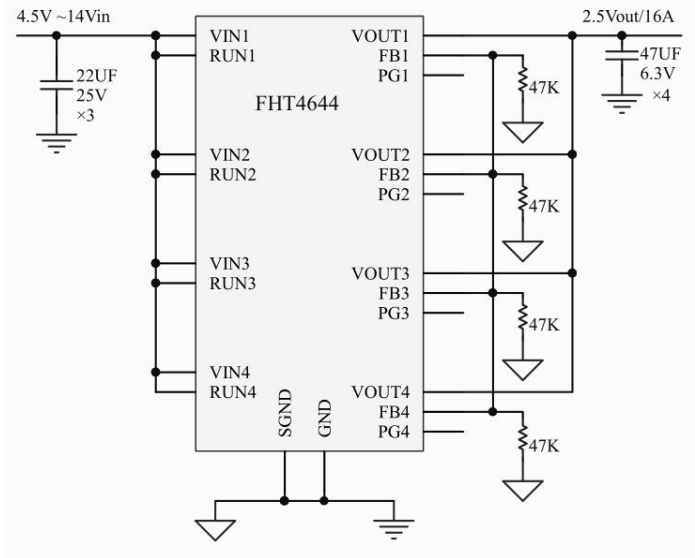 4.5V ~14Vin
2.5Vout/16A
VIN1
VOUT1
RUN1
FB1
PG1
22UF
25V
×3
47UF
6.3V
×4
47K
FHT4644
VIN2
VOUT2
RUN2
FB2
PG2
47K
VIN3
VOUT3
RUN3
FB3
PG3
47K
VIN4
VOUT4
RUN4
FB4
PG4
47K
SGND
GND